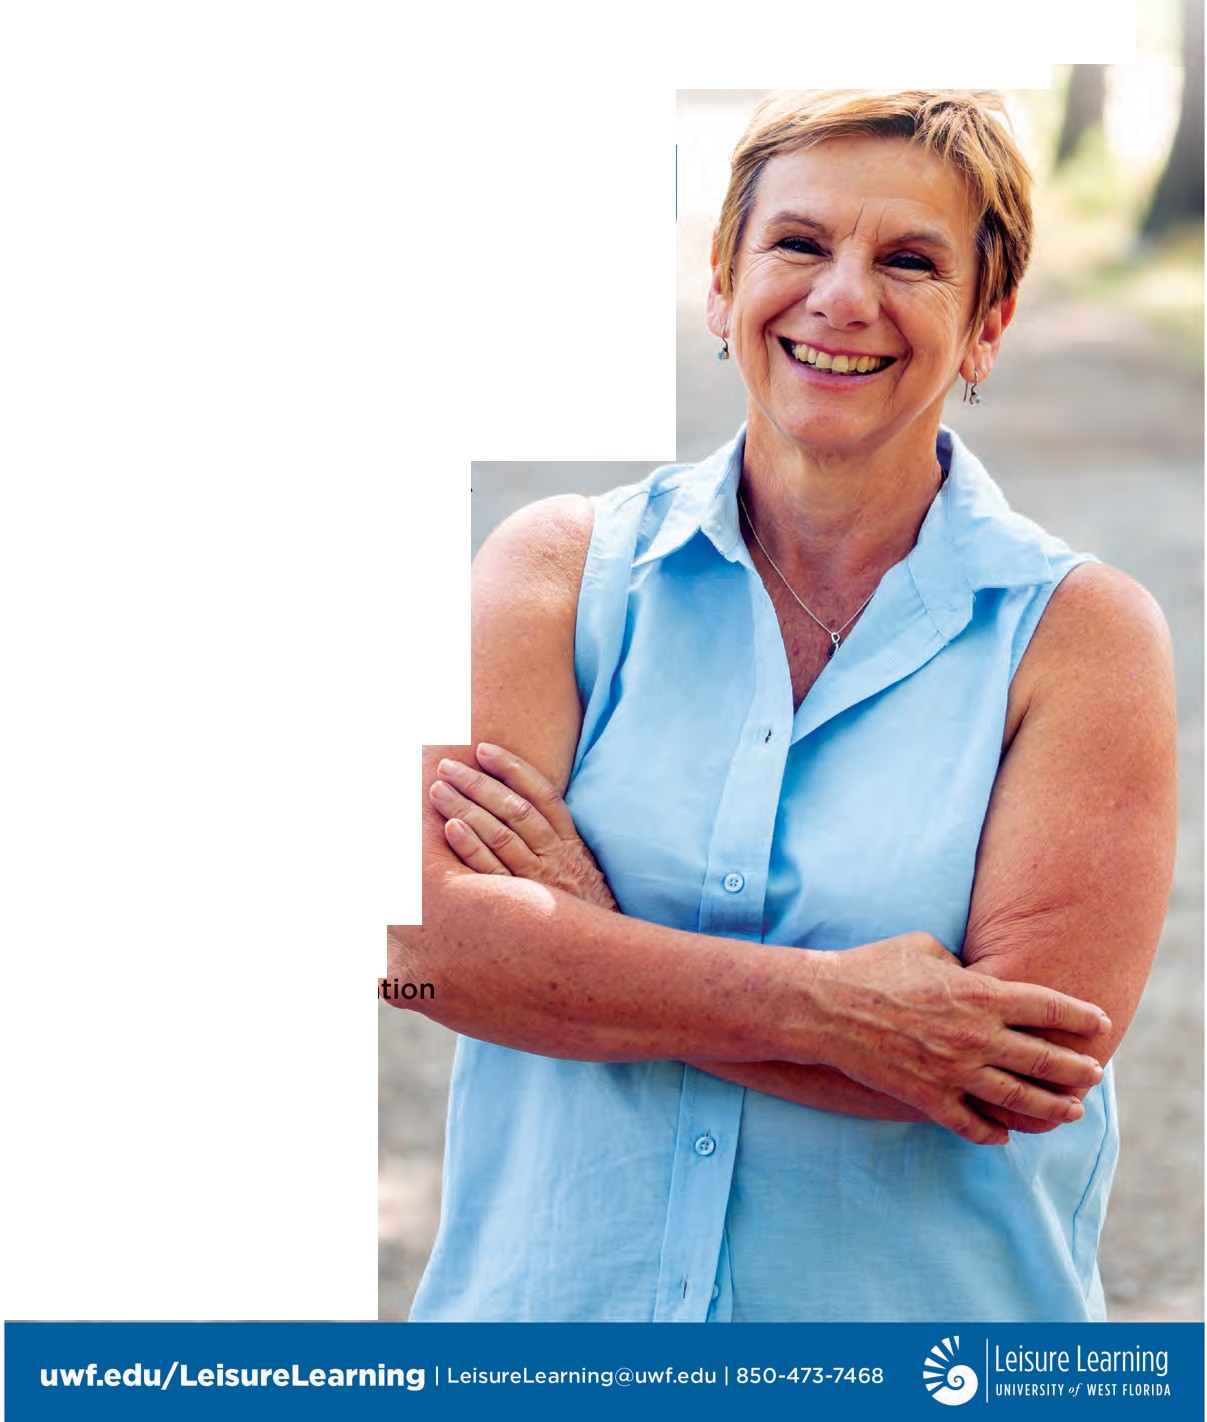 tion
uwf.edu/LeisureLearning | LeisureLearning@uwf.edu | 850-473-7468
Leisure Learning
UNIVERSITY of WEST FLORIDA